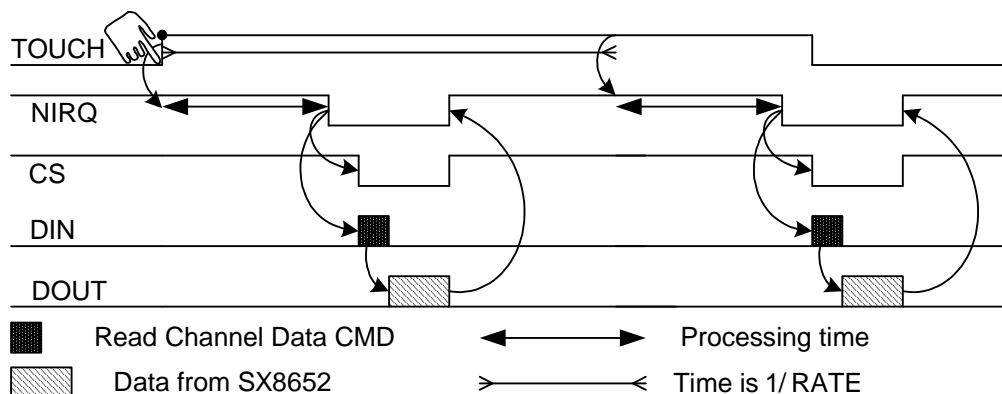 TOUCH
NIRQ
CS
DIN
DOUT
Read Channel Data CMD
Processing time
Data from SX8652
Time is 1/ RATE